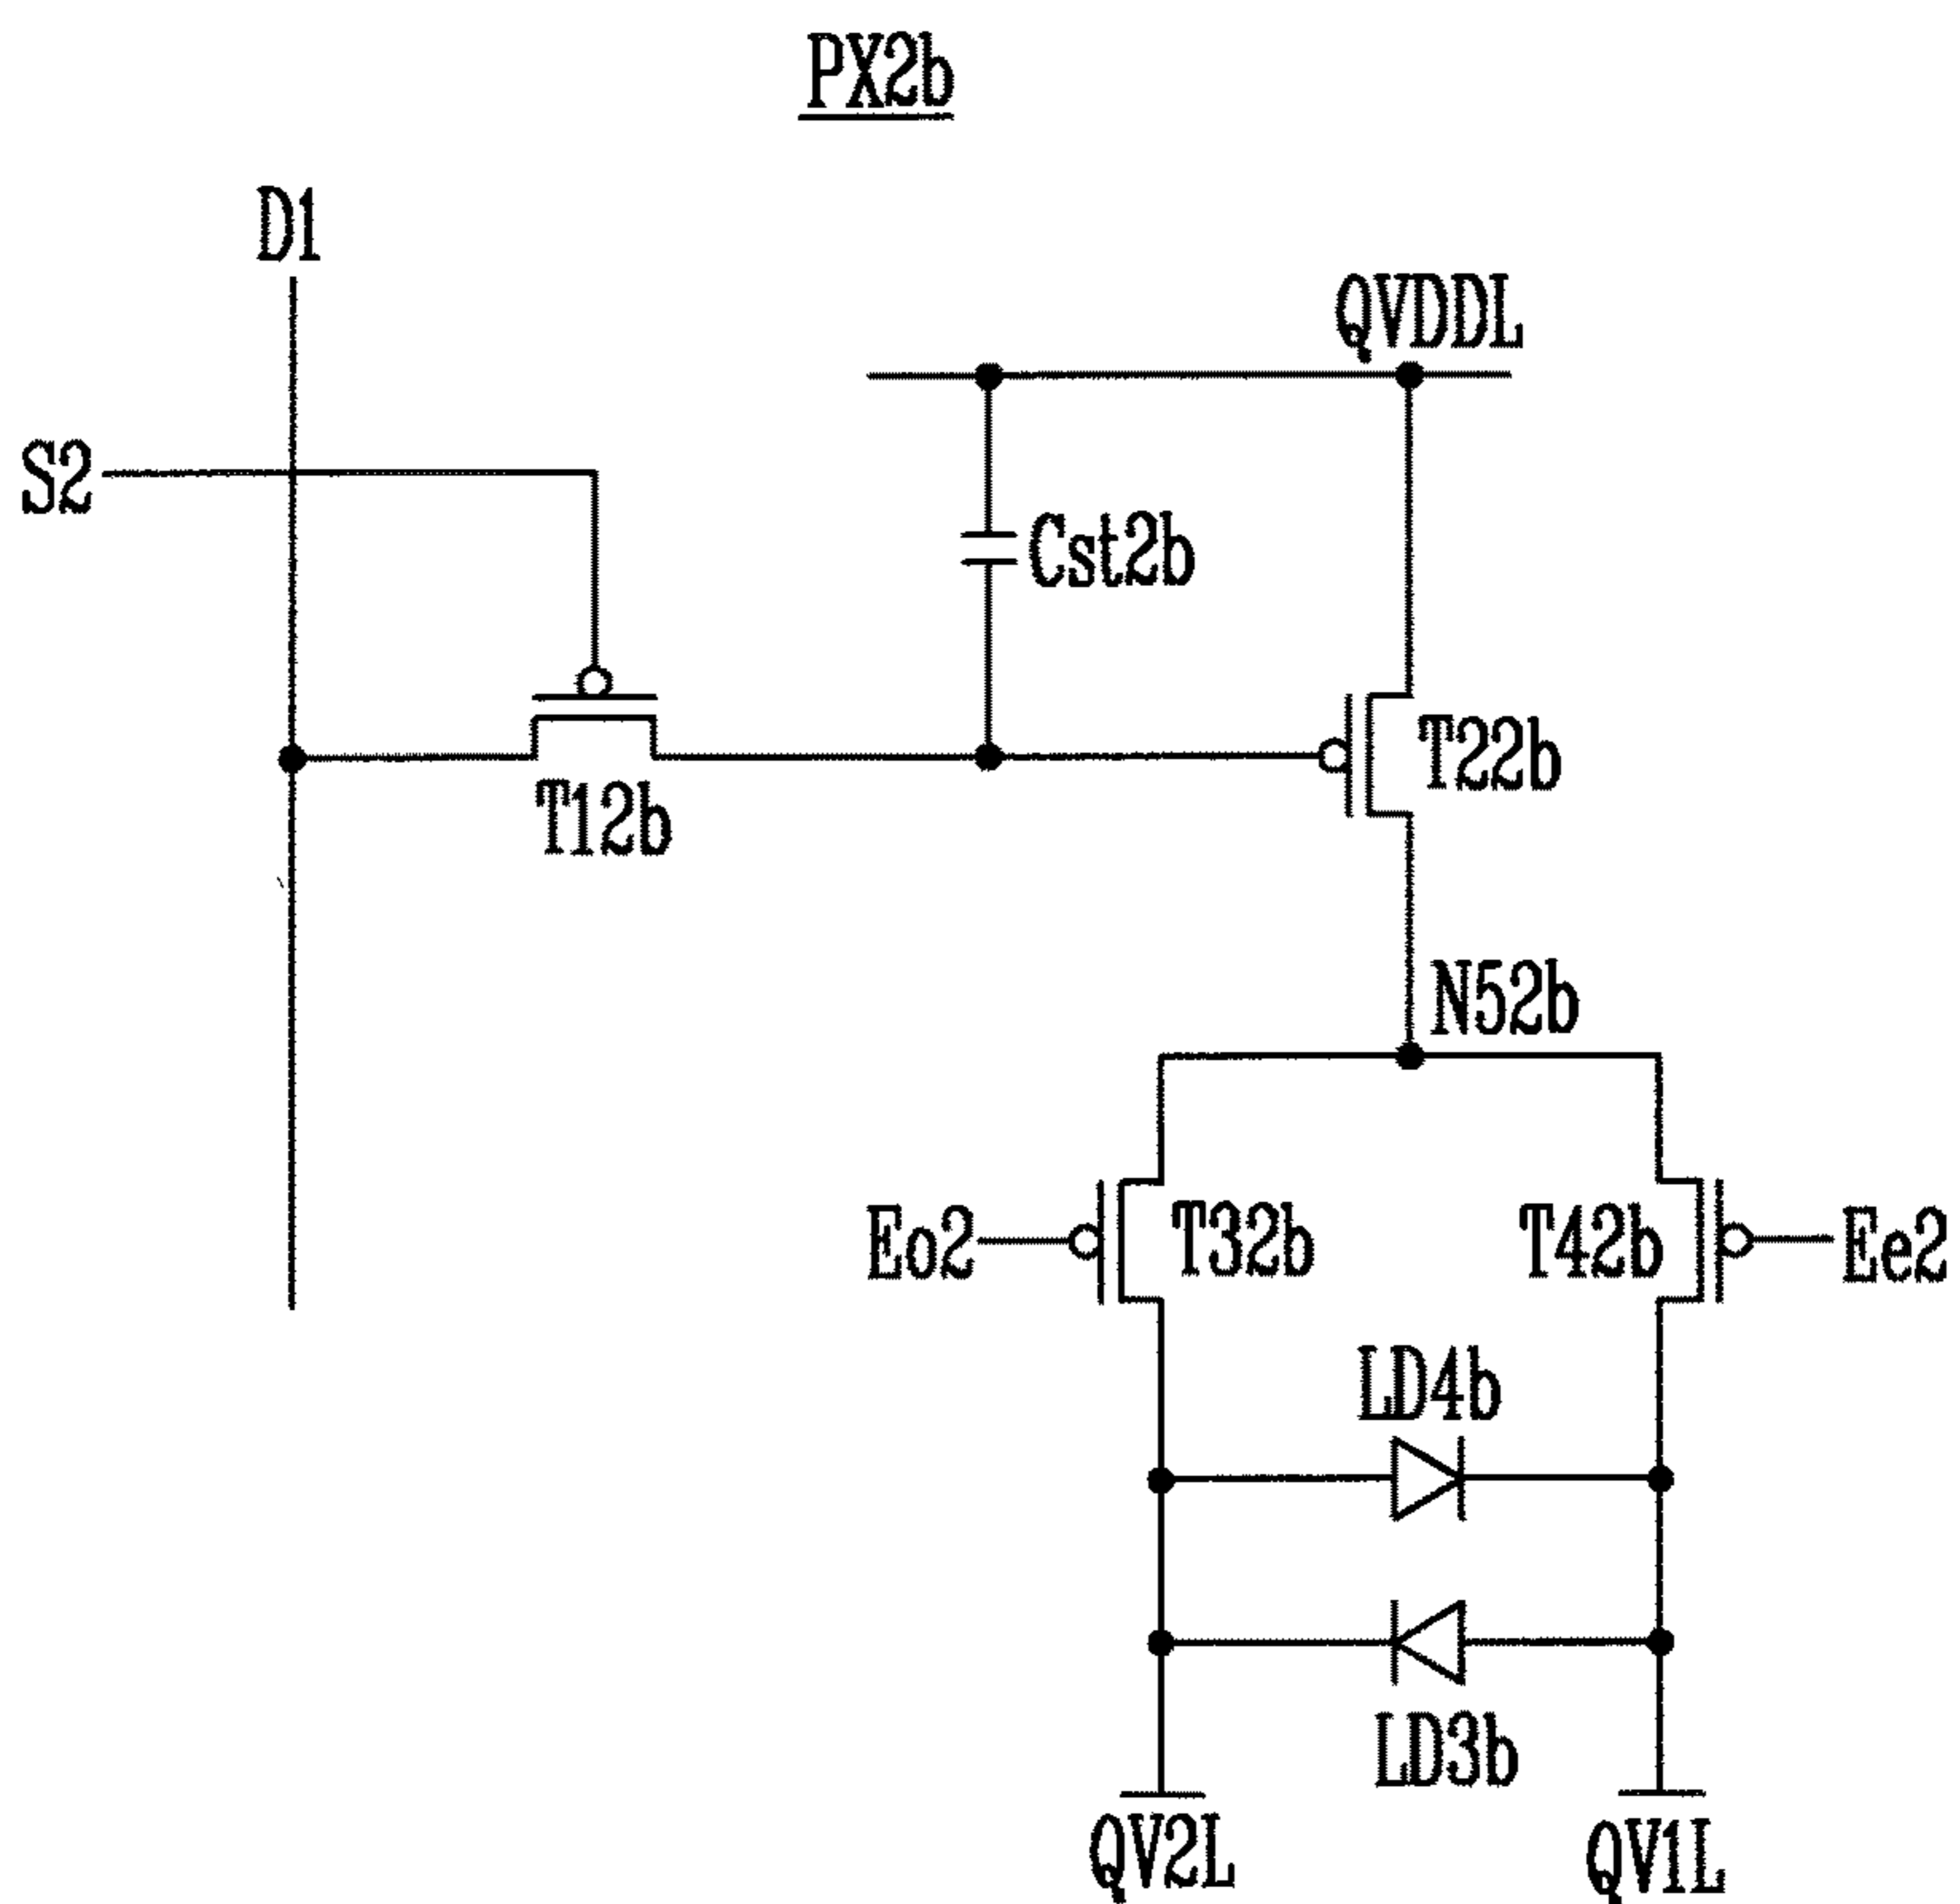 PX2b
D1
QVDDL
S2
Cst2b
T22b
T12b
N52b
Eo2
T32b
T42b
Ee2
LD4b
LD3b
QV2L
QV1L